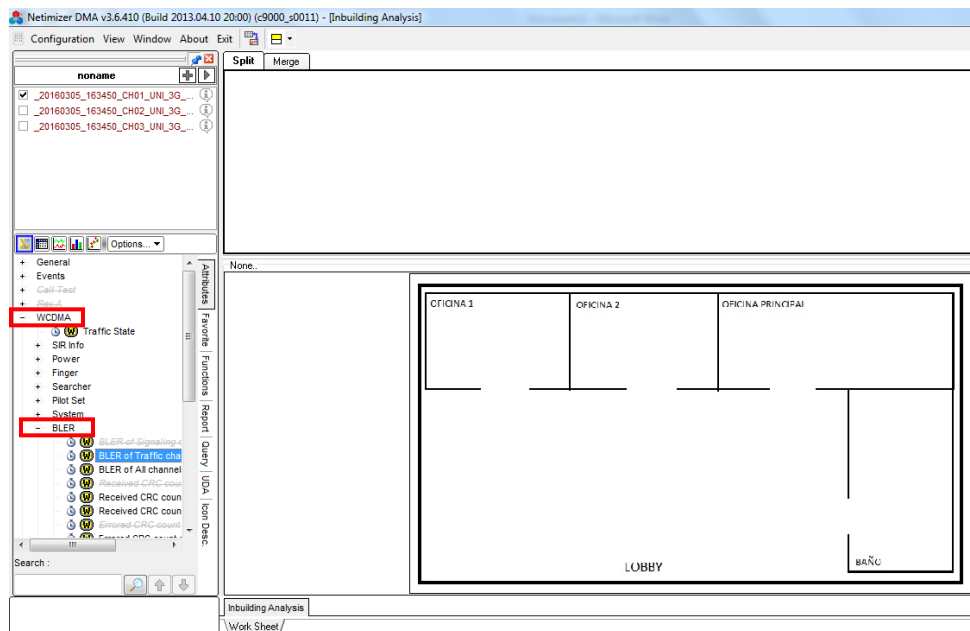 Netimizer DMA v3.6.410 (Build 2013.04.10 20:00) (c9000_s0011) - [Inbuilding Analysis]
Configuration View Window About Exit
noname
_20160305_163450_CH01_UNI_3G_...
_20160305_163450_CH02_UNI_3G_...
_20160305_163450_CH03_UNI_3G_...
Options...
+ General
+ Events
+ Call Test
+ Rev.A
- WCDMA
W Traffic State
+ SIR Info
+ Power
+ Finger
+ Searcher
+ Pilot Set
+ System
- BLER
W BLER of Signaling c
W BLER of Traffic cha
W BLER of All channel
W Received CRC cou
W Received CRC coun
W Received CRC coun
W Errored CRC count
Search :
Attributes
Favorite
Functions
Report
Query
UDA
Icon Desc.
Split Merge
None..
OFICINA 1
OFICINA 2
OFICINA PRINCIPAL
LOBBY
BAÑO
Inbuilding Analysis
Work Sheet